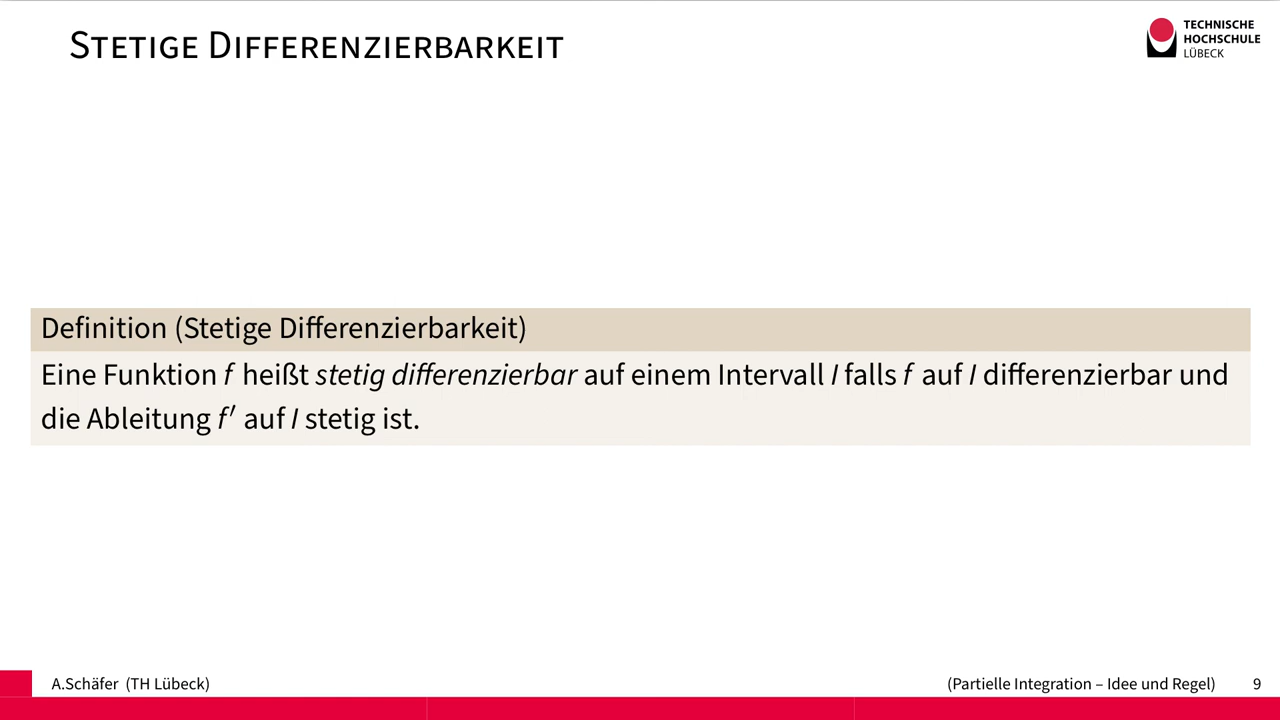 STETIGE DIFFERENZIERBARKEIT
TECHNISCHE
HOCHSCHULE
LÜBECK
Definition (Stetige Differenzierbarkeit)
Eine Funktion f heißt stetig differenzierbar auf einem Intervall I falls f auf I differenzierbar und
die Ableitung f′ auf I stetig ist.
A.Schäfer (TH Lübeck)
(Partielle Integration – Idee und Regel)
9